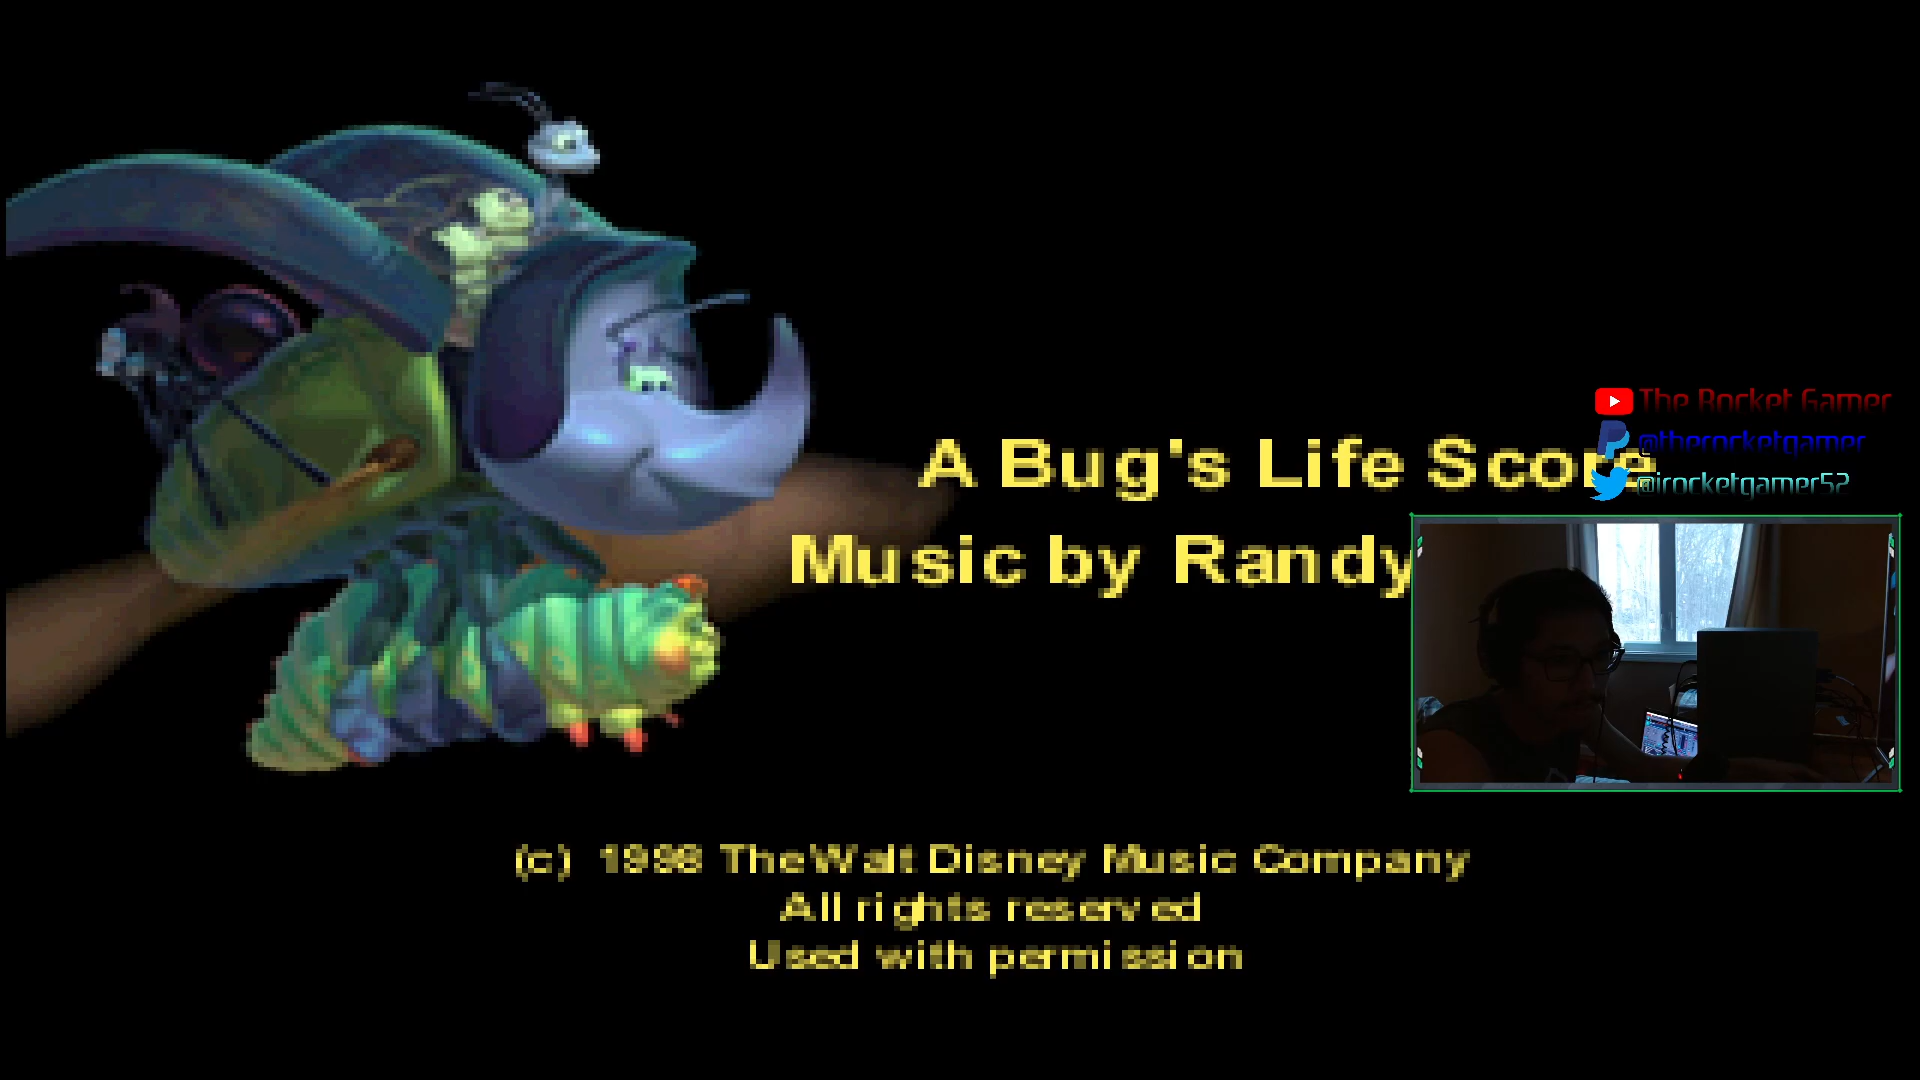 The Rocket Gamer
@therocketgamer
A Bug's Life Score
@irocketgamer52
Music by Randy
(c) 1998 The Walt Disney Music Company
All rights reserved
Used with permission